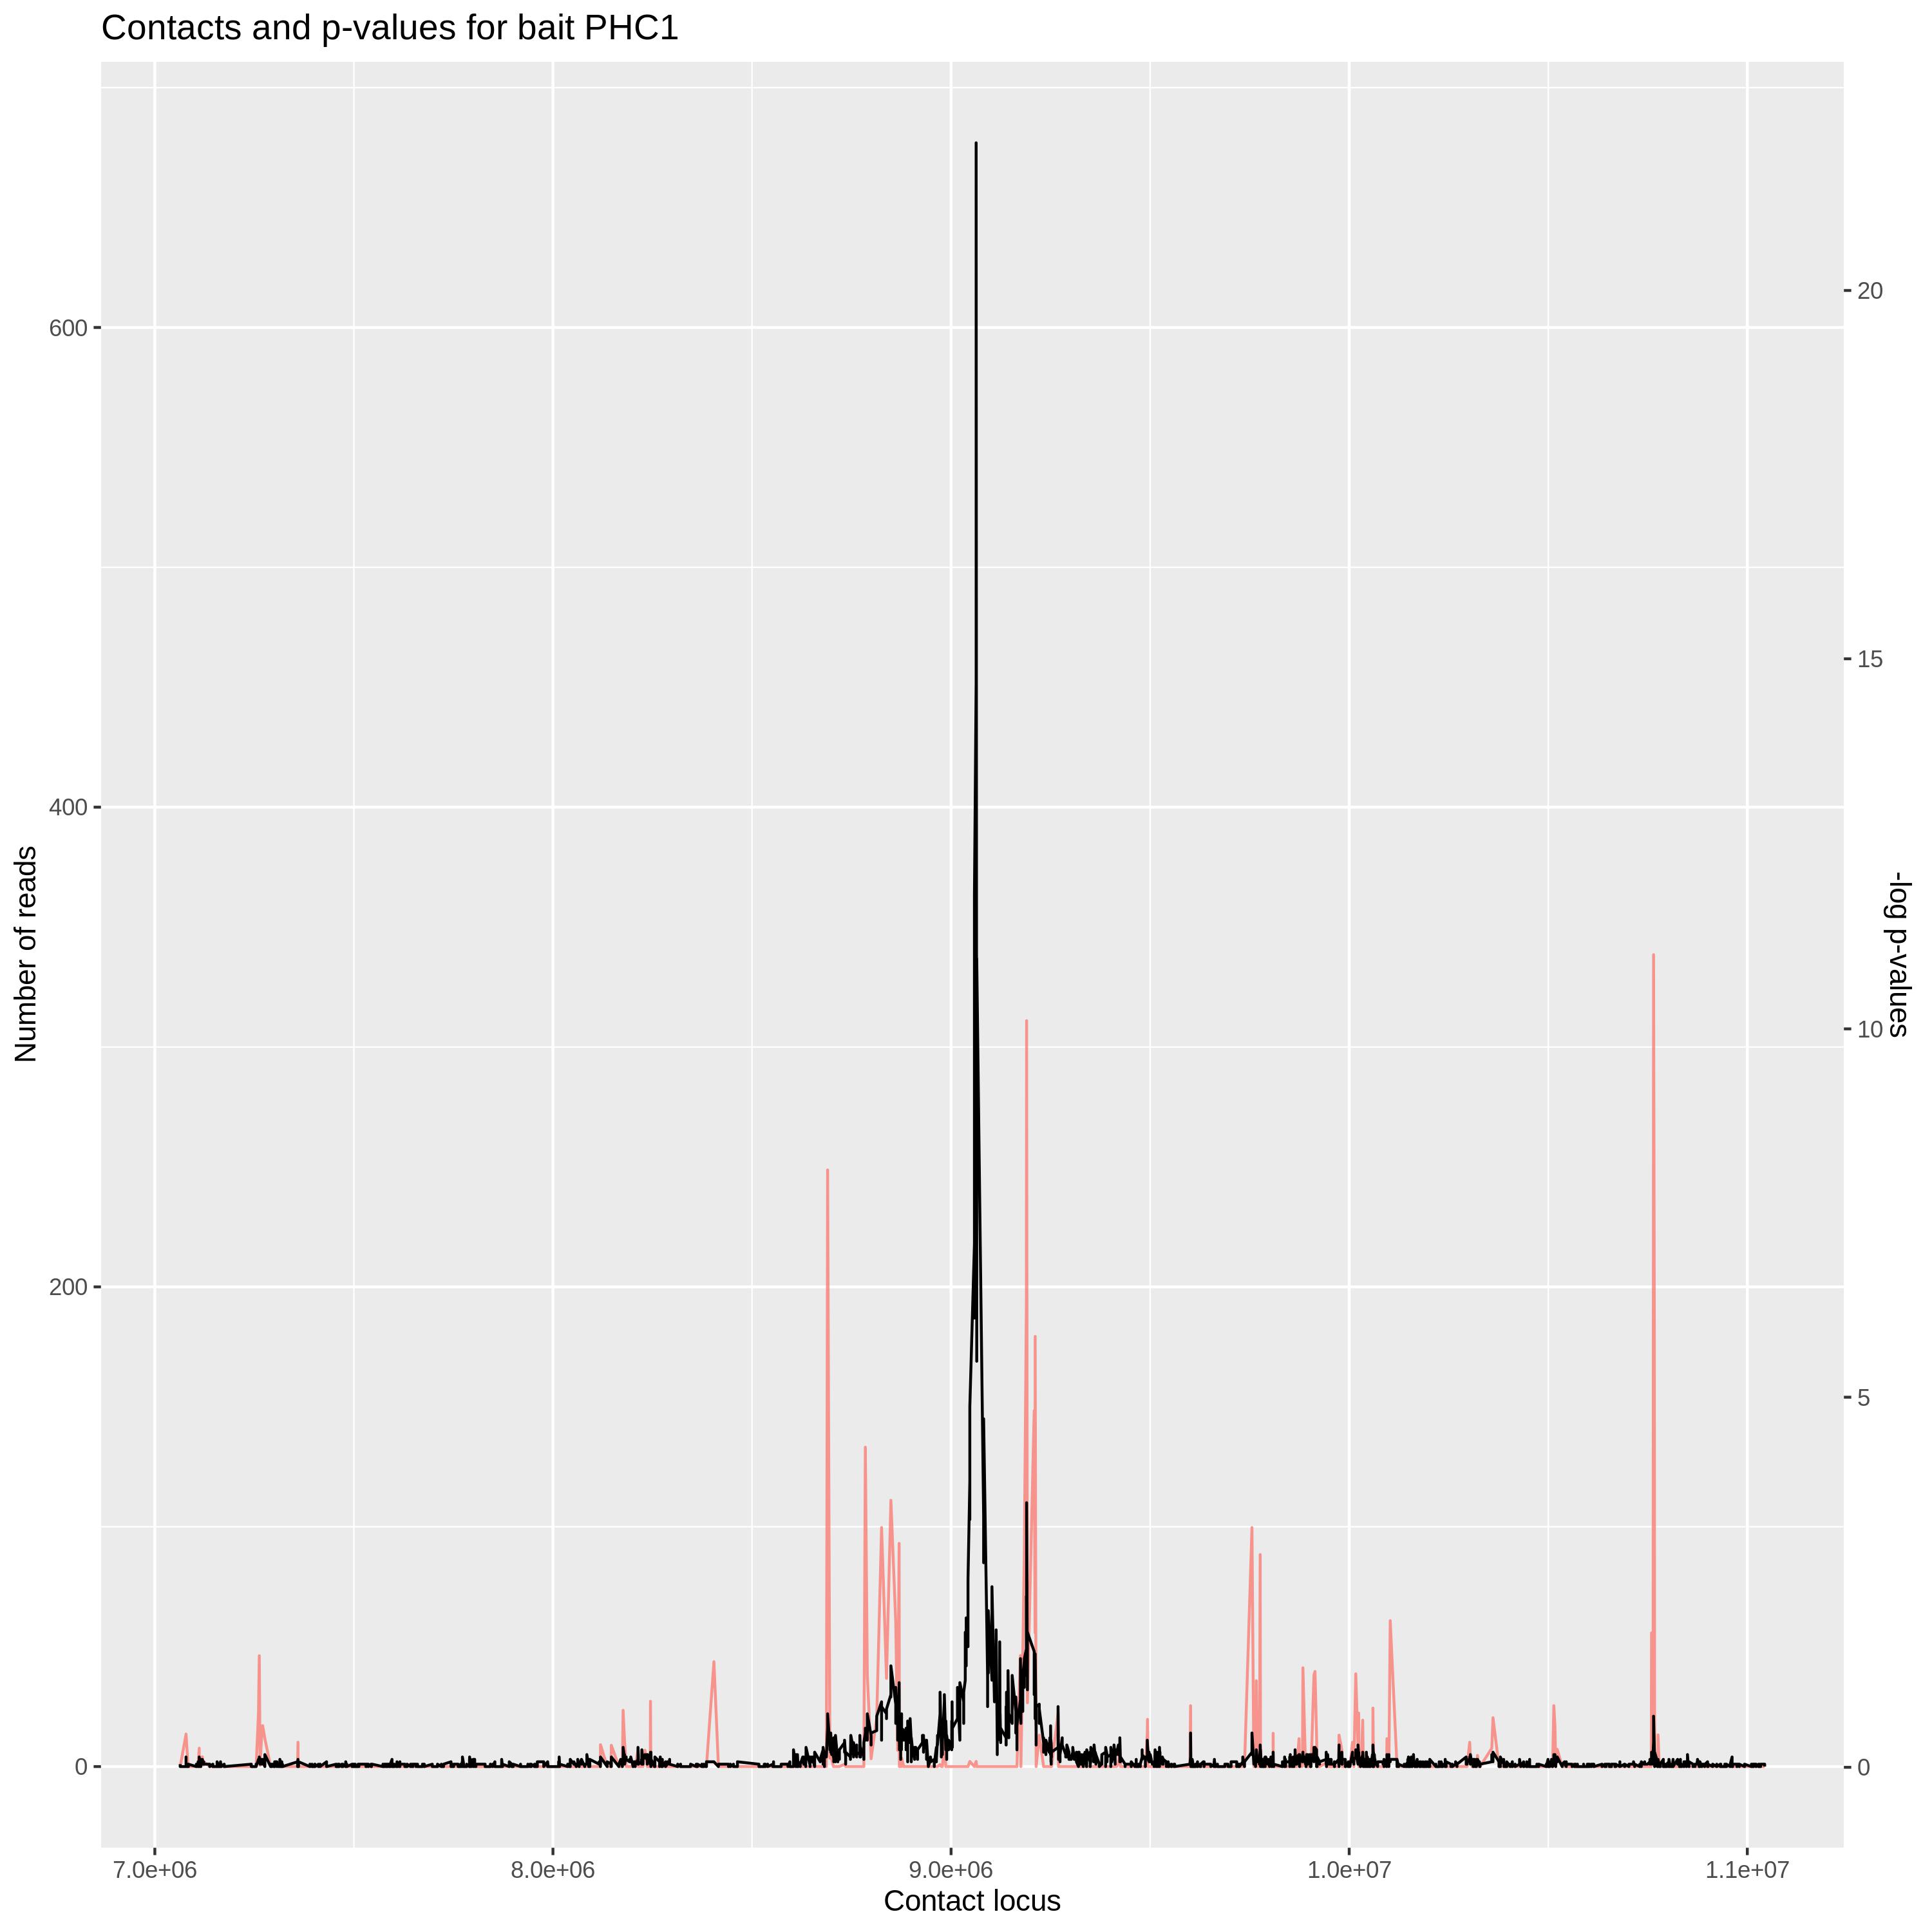 Contacts and p-values for bait PHC1
Number of reads
600
400
200
0
20
15
10
5
0
-log p-values
7.0e+06
8.0e+06
9.0e+06
1.0e+07
1.1e+07
Contact locus